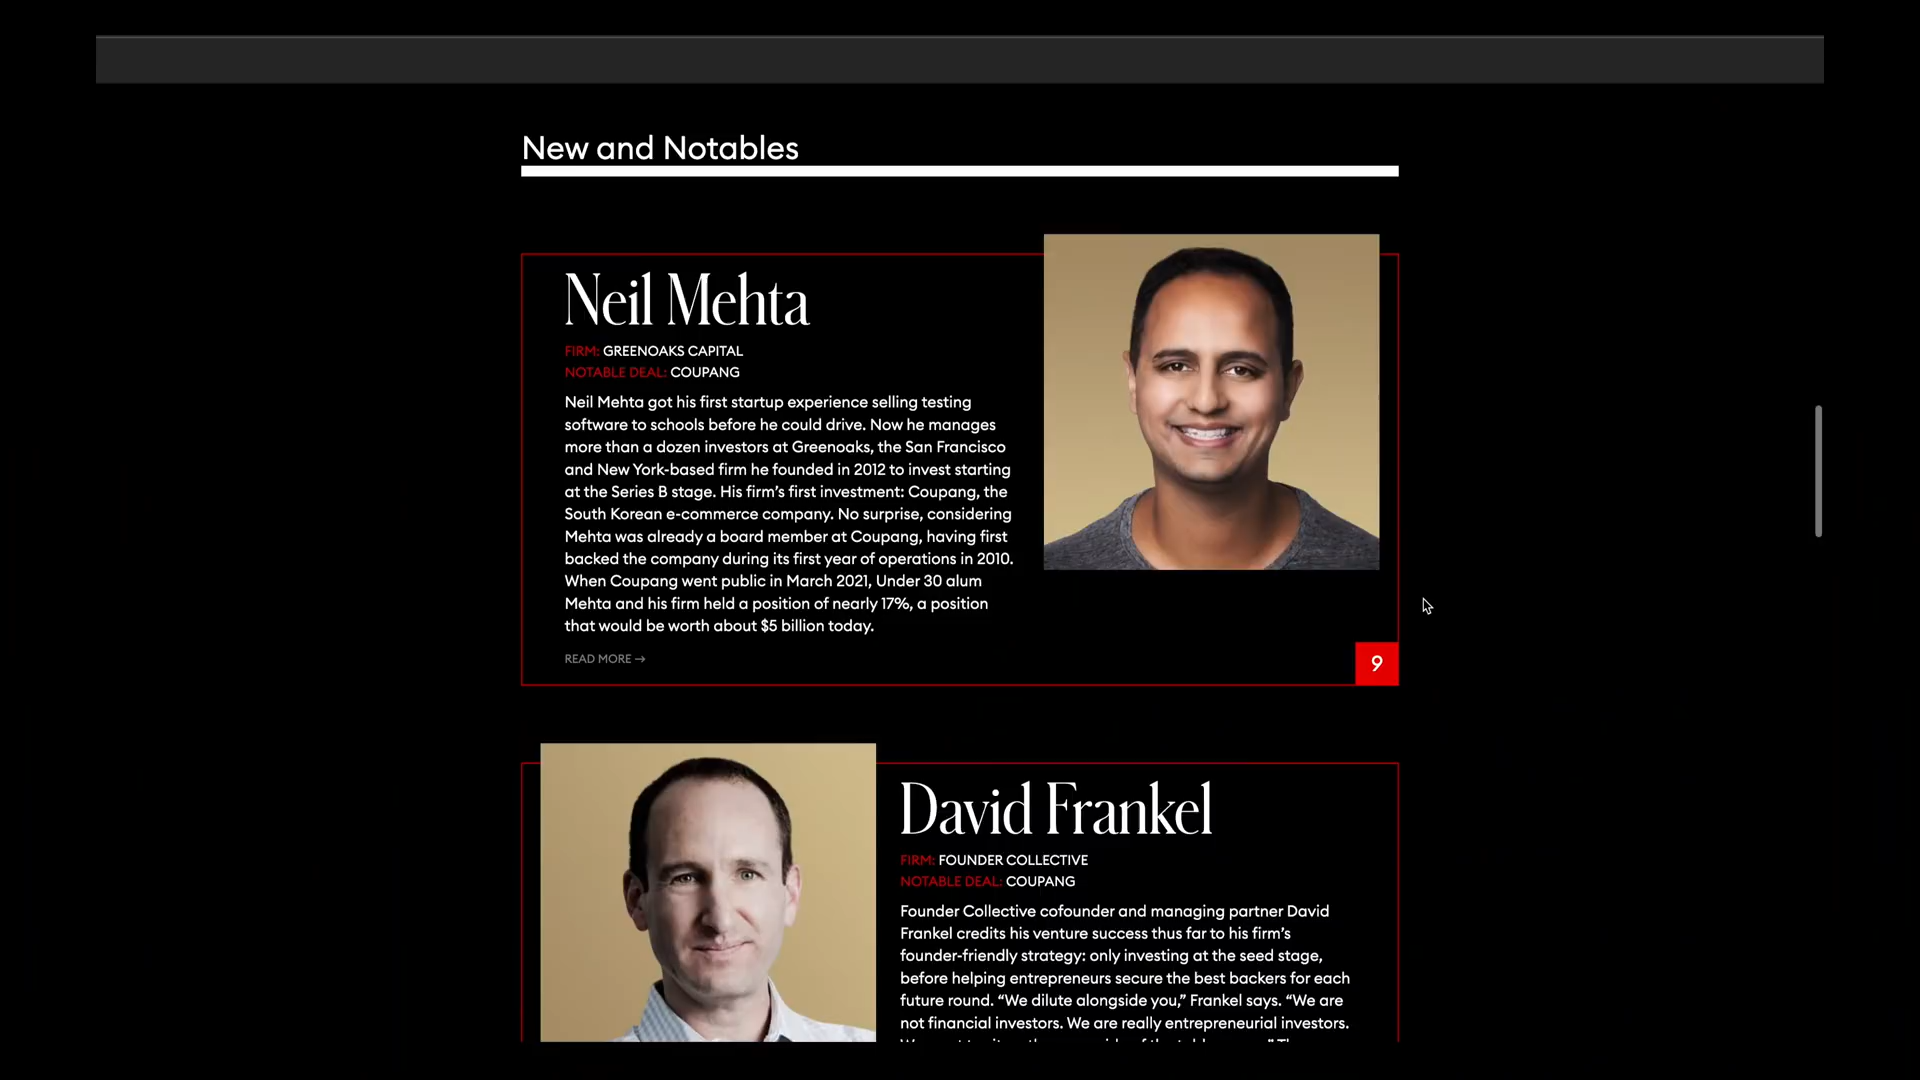 New and Notables
Neil Mehta
FIRM: GREENOAKS CAPITAL
NOTABLE DEAL: COUPANG
Neil Mehta got his first startup experience selling testing
software to schools before he could drive. Now he manages
more than a dozen investors at Greenoaks, the San Francisco
and New York-based firm he founded in 2012 to invest starting
at the Series B stage. His firm’s first investment: Coupang, the
South Korean e-commerce company. No surprise, considering
Mehta was already a board member at Coupang, having first
backed the company during its first year of operations in 2010.
When Coupang went public in March 2021, Under 30 alum
Mehta and his firm held a position of nearly 17%, a position
that would be worth about $5 billion today.
READ MORE →
9
David Frankel
FIRM: FOUNDER COLLECTIVE
NOTABLE DEAL: COUPANG
Founder Collective cofounder and managing partner David
Frankel credits his venture success thus far to his firm’s
founder-friendly strategy: only investing at the seed stage,
before helping entrepreneurs secure the best backers for each
future round. “We dilute alongside you,” Frankel says. “We are
not financial investors. We are really entrepreneurial investors.